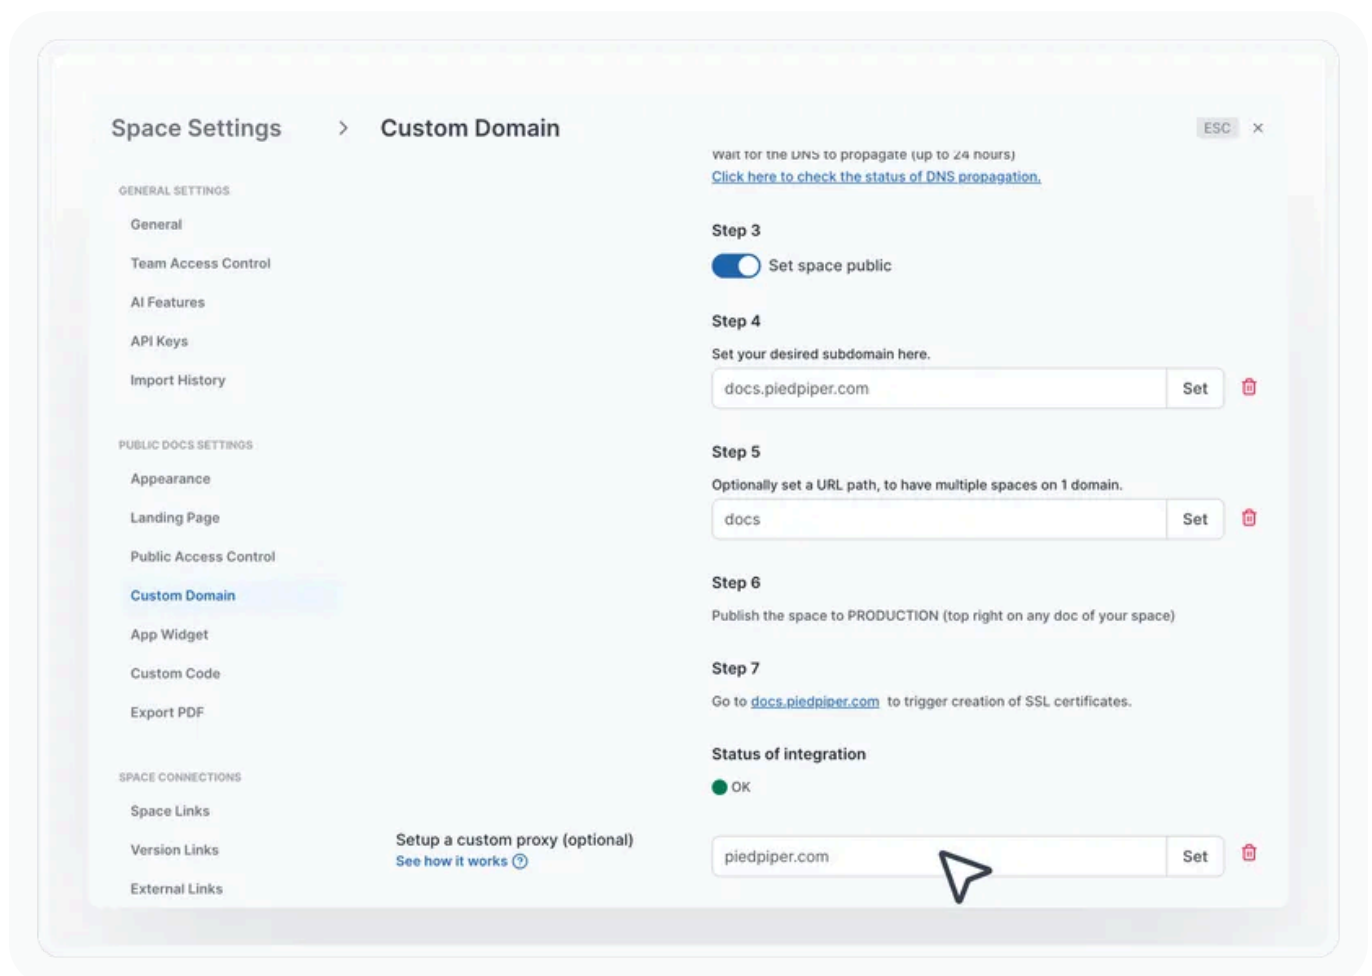 Space Settings > Custom Domain
ESC ×
GENERAL SETTINGS
General
Team Access Control
AI Features
API Keys
Import History
PUBLIC DOCS SETTINGS
Appearance
Landing Page
Public Access Control
Custom Domain
App Widget
Custom Code
Export PDF
SPACE CONNECTIONS
Space Links
Version Links
External Links
Wait for the DNS to propagate (up to 24 hours)
Click here to check the status of DNS propagation.
Step 3
Set space public
Step 4
Set your desired subdomain here.
docs.piedpiper.com Set
Step 5
Optionally set a URL path, to have multiple spaces on 1 domain.
docs Set
Step 6
Publish the space to PRODUCTION (top right on any doc of your space)
Step 7
Go to docs.piedpiper.com to trigger creation of SSL certificates.
Status of integration
OK
Setup a custom proxy (optional)
See how it works ?
piedpiper.com Set